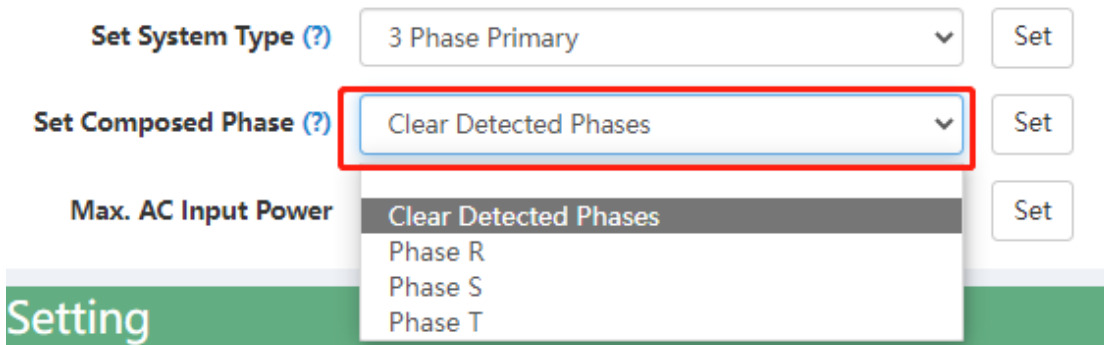 Set System Type (?) 3 Phase Primary Set
Set Composed Phase (?) Clear Detected Phases Set
Max. AC Input Power Set
Clear Detected Phases
Phase R
Phase S
Phase T
Setting